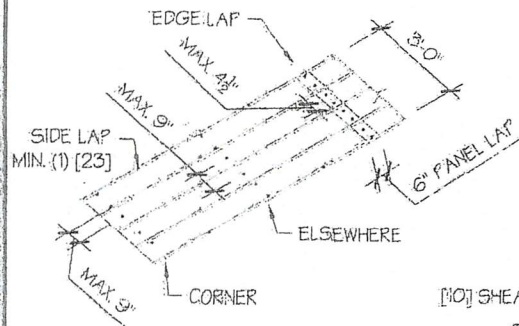 EDGE LAP
MAX. 4½"
3'-0"
MAX. 9"
SIDE LAP
MIN. (1) [23]
6" PANEL LAP
ELSEWHERE
MAX. 9"
CORNER
[10] SHEA